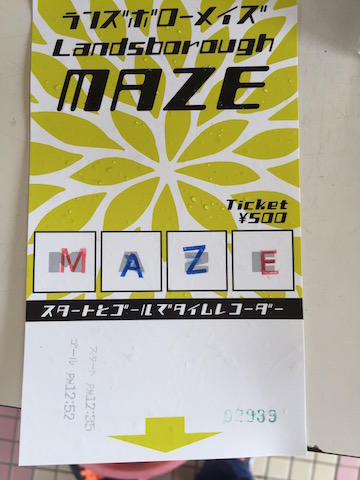 ランズボローメイズ
Landsborough
MAZE
Ticket
¥500
M A Z E
スタートとゴールでタイムレコーダー
スタート PM12:35
ゴール PM12:52
02939